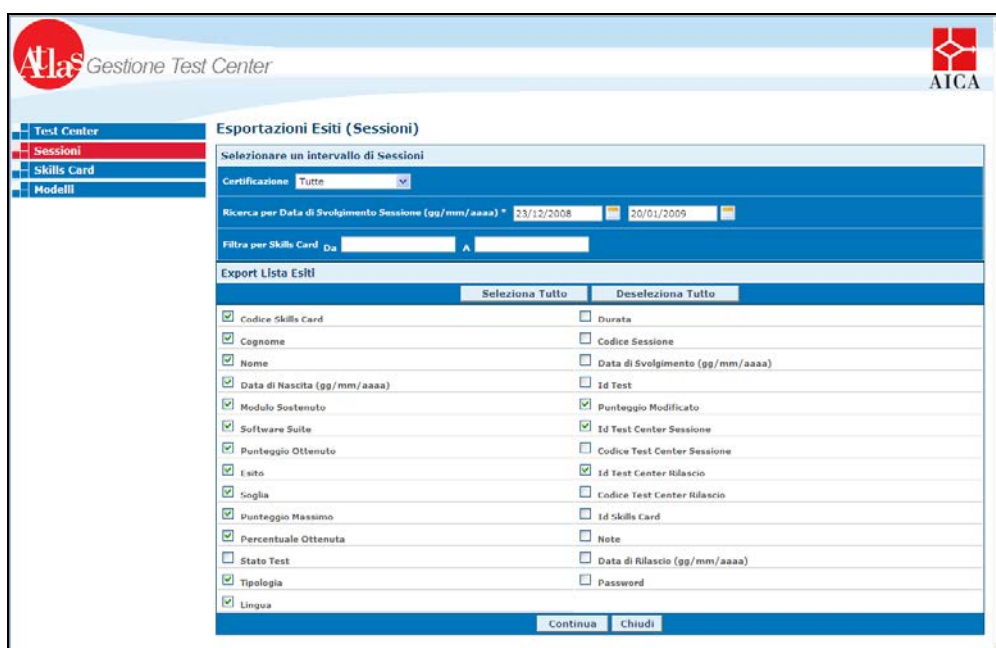 Atlas Gestione Test Center
AICA
Test Center
Sessioni
Skills Card
Modelli
Esportazioni Esiti (Sessioni)
Selezionare un intervallo di Sessioni
Certificazione Tutte
Ricerca per Data di Svolgimento Sessione (gg/mm/aaaa) * 23/12/2008 20/01/2009
Filtra per Skills Card Da A
Export Lista Esiti
Seleziona Tutto Deseleziona Tutto
Codice Skills Card Durata
Cognome Codice Sessione
Nome Data di Svolgimento (gg/mm/aaaa)
Data di Nascita (gg/mm/aaaa) Id Test
Modulo Sostenuto Punteggio Modificato
Software Suite Id Test Center Sessione
Punteggio Ottenuto Codice Test Center Sessione
Esito Id Test Center Rilascio
Soglia Codice Test Center Rilascio
Punteggio Massimo Id Skills Card
Percentuale Ottenuta Note
Stato Test Data di Rilascio (gg/mm/aaaa)
Tipologia Password
Lingua
Continua Chiudi